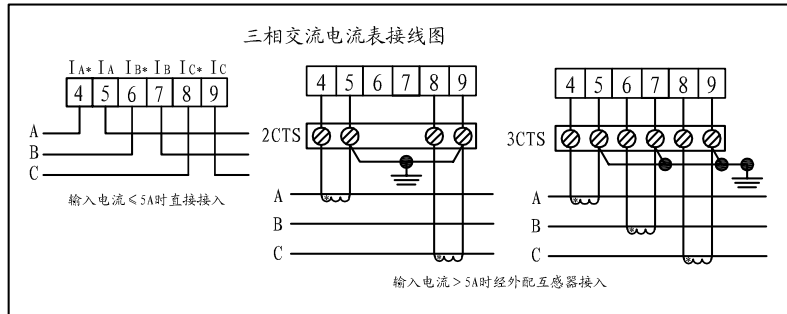 三相交流电流表接线图
IA* IA IB* IB IC* IC
4 5 6 7 8 9
A
B
C
输入电流≤5A时直接接入
4 5 6 7 8 9
2CTS
A
*
B
C
*
4 5 6 7 8 9
3CTS
A
*
B
*
C
*
输入电流>5A时经外配互感器接入